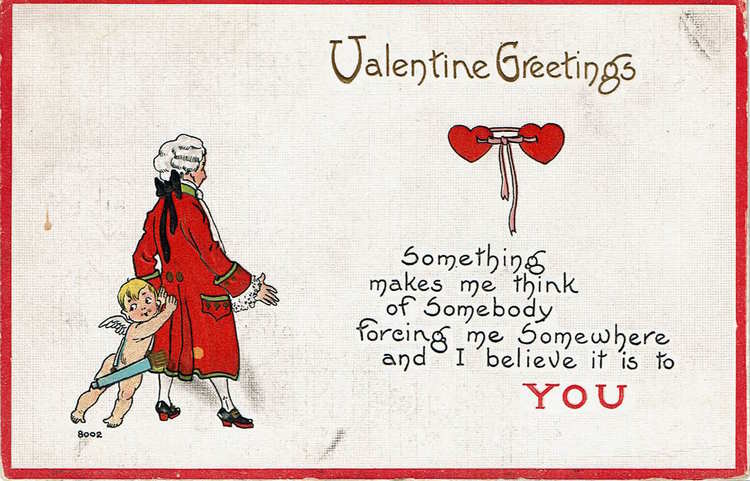 Valentine Greetings
Something
makes me think
of Somebody
forcing me Somewhere
and I believe it is to
YOU
8002